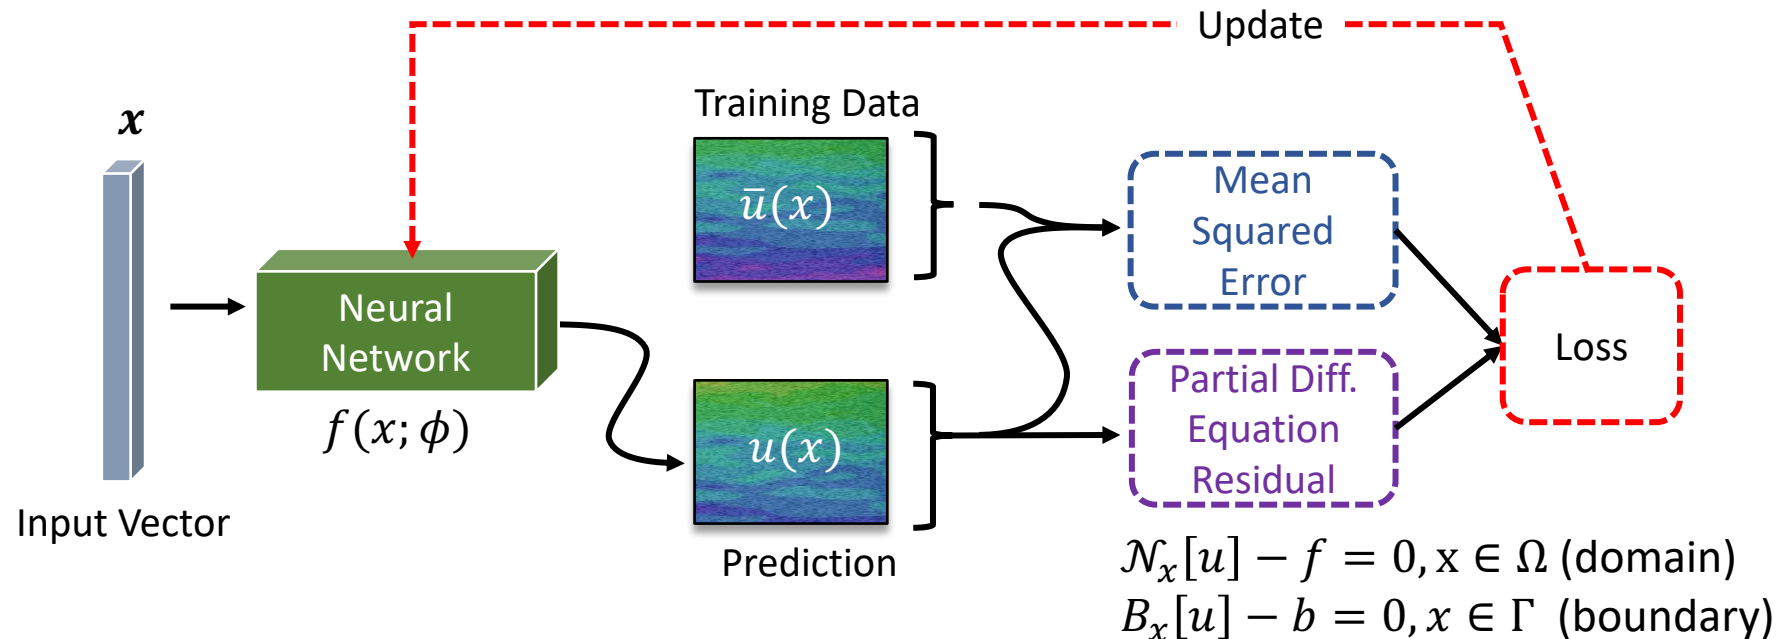 Update
Training Data
x
ū(x)
Mean
Squared
Error
Neural
Network
f(x; ϕ)
Loss
Partial Diff.
Equation
Residual
u(x)
Input Vector
Prediction
𝒩ₓ[u] − f = 0, x ∈ Ω (domain)
Bₓ[u] − b = 0, x ∈ Γ (boundary)